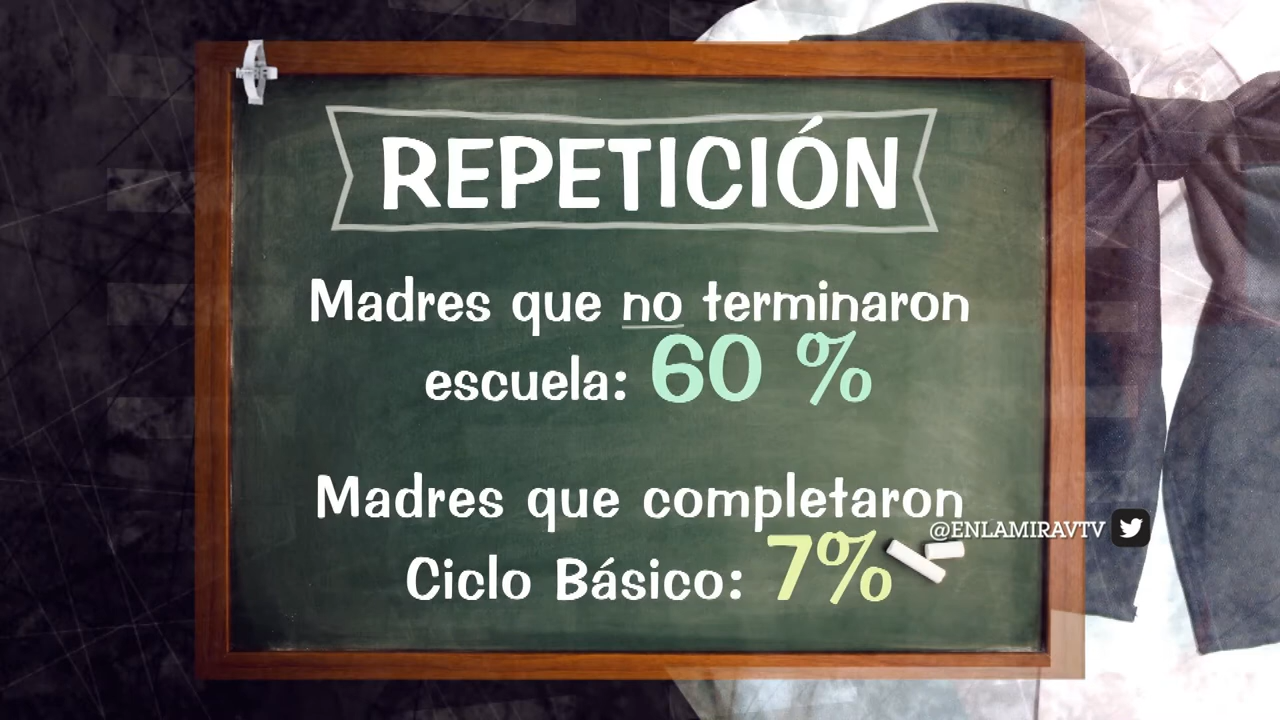 REPETICIÓN
Madres que no terminaron
escuela: 60 %
Madres que completaron
@ENLAMIRAVTV
Ciclo Básico: 7%